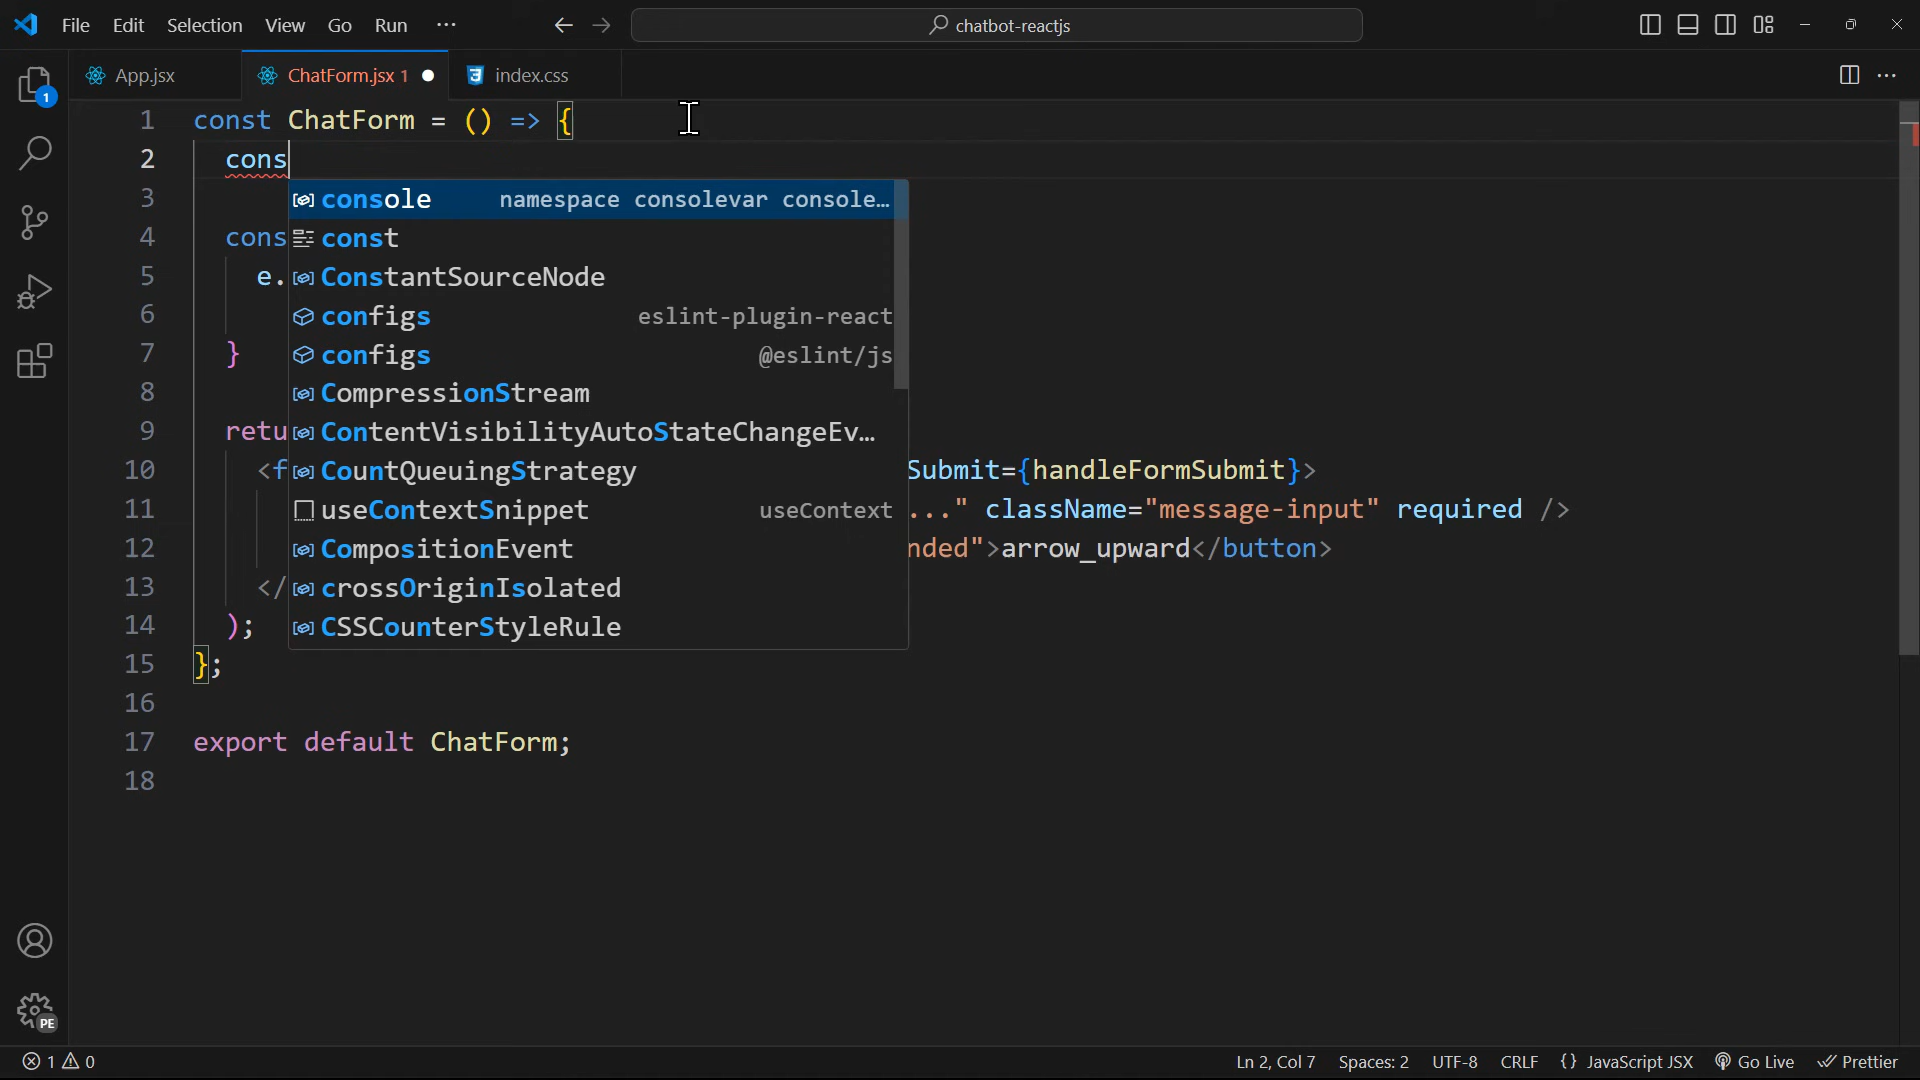 File Edit Selection View Go Run ... chatbot-reactjs
App.jsx ChatForm.jsx 1 index.css ...
1
1 const ChatForm = () => {
2 cons
3 console namespace consolevar console…
4 cons const
5 e. ConstantSourceNode
6 configs eslint-plugin-react
7 } configs @eslint/js
8 CompressionStream
9 retu ContentVisibilityAutoStateChangeEv…
10 <f CountQueuingStrategy Submit={handleFormSubmit}>
11 useContextSnippet useContext ..." className="message-input" required />
12 CompositionEvent nded">arrow_upward</button>
13 </ crossOriginIsolated
14 ); CSSCounterStyleRule
15 };
16
17 export default ChatForm;
18
PE
1 0 Ln 2, Col 7 Spaces: 2 UTF-8 CRLF {} JavaScript JSX Go Live Prettier